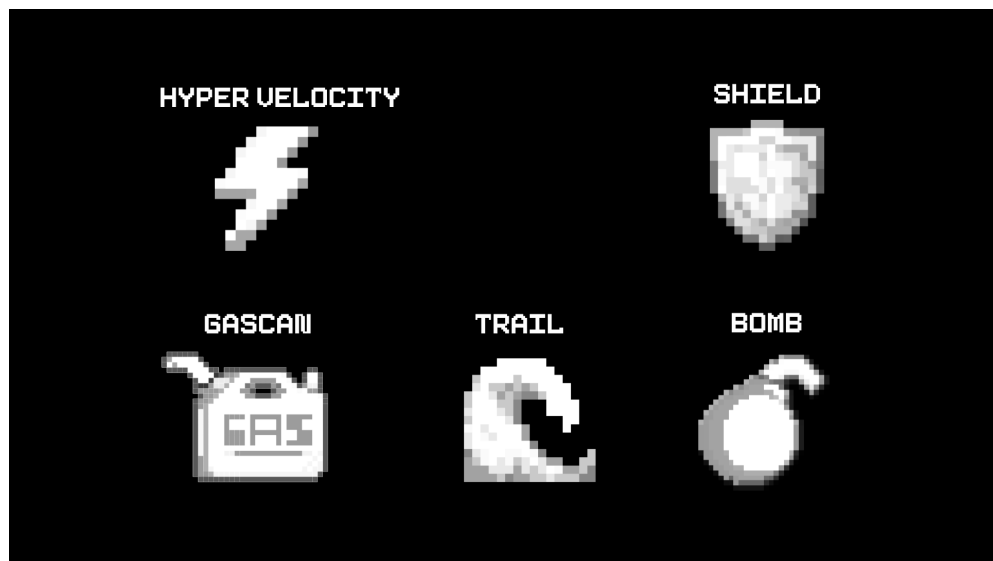 HYPER VELOCITY
SHIELD
GASCAN
TRAIL
BOMB
GAS